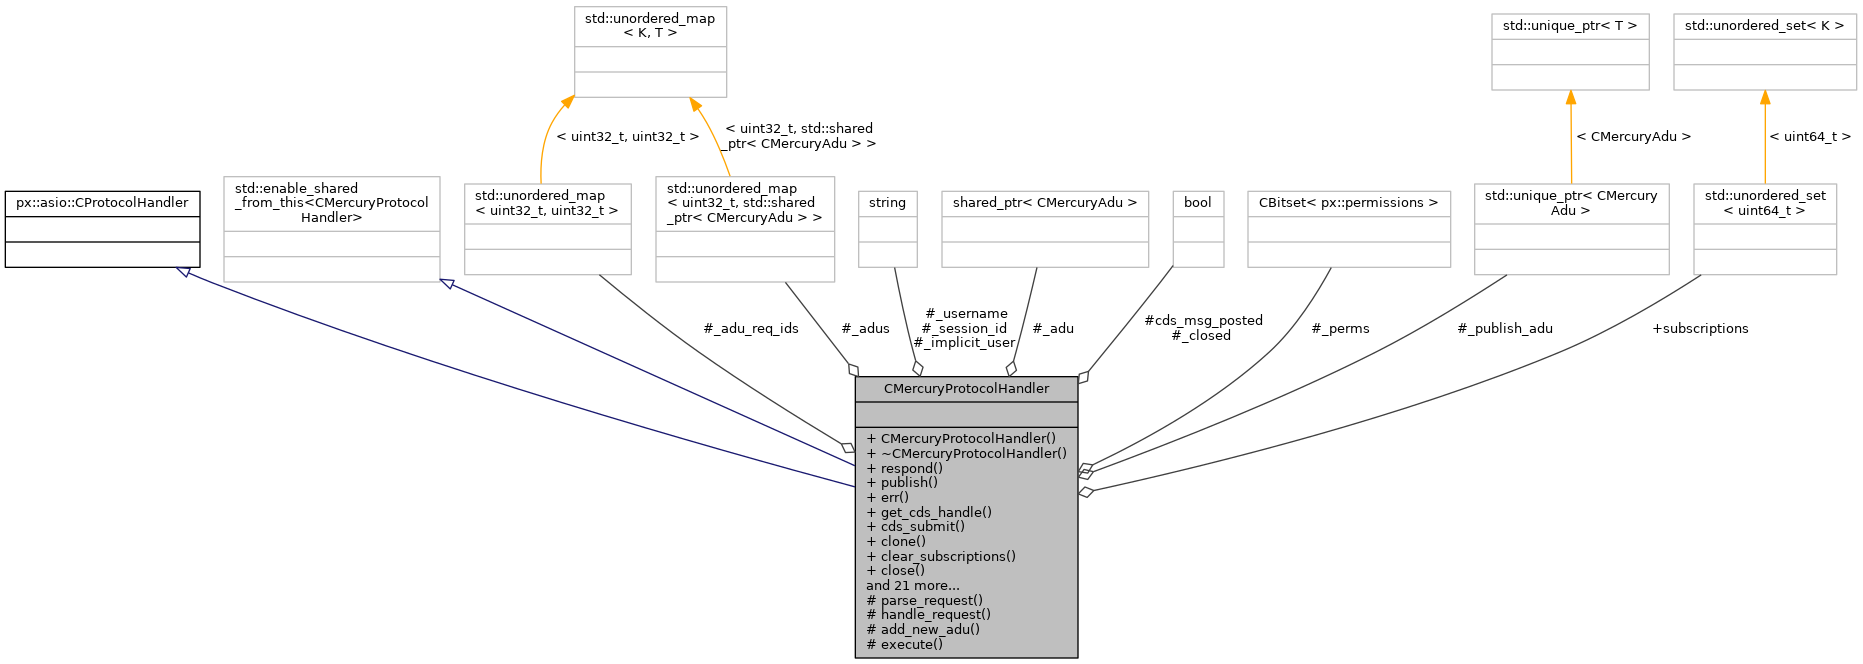 std::unordered_map
< K, T >
std::unique_ptr< T >
std::unordered_set< K >
< uint32_t, uint32_t >
< uint32_t, std::shared
_ptr< CMercuryAdu > >
< CMercuryAdu >
< uint64_t >
px::asio::CProtocolHandler
std::enable_shared
_from_this<CMercuryProtocol
Handler>
std::unordered_map
< uint32_t, uint32_t >
std::unordered_map
< uint32_t, std::shared
_ptr< CMercuryAdu > >
string
shared_ptr< CMercuryAdu >
bool
CBitset< px::permissions >
std::unique_ptr< CMercury
Adu >
std::unordered_set
< uint64_t >
#_adu_req_ids
#_adus
#_username
#_session_id
#_implicit_user
#_adu
#cds_msg_posted
#_closed
#_perms
#_publish_adu
+subscriptions
CMercuryProtocolHandler
+ CMercuryProtocolHandler()
+ ~CMercuryProtocolHandler()
+ respond()
+ publish()
+ err()
+ get_cds_handle()
+ cds_submit()
+ clone()
+ clear_subscriptions()
+ close()
and 21 more...
# parse_request()
# handle_request()
# add_new_adu()
# execute()